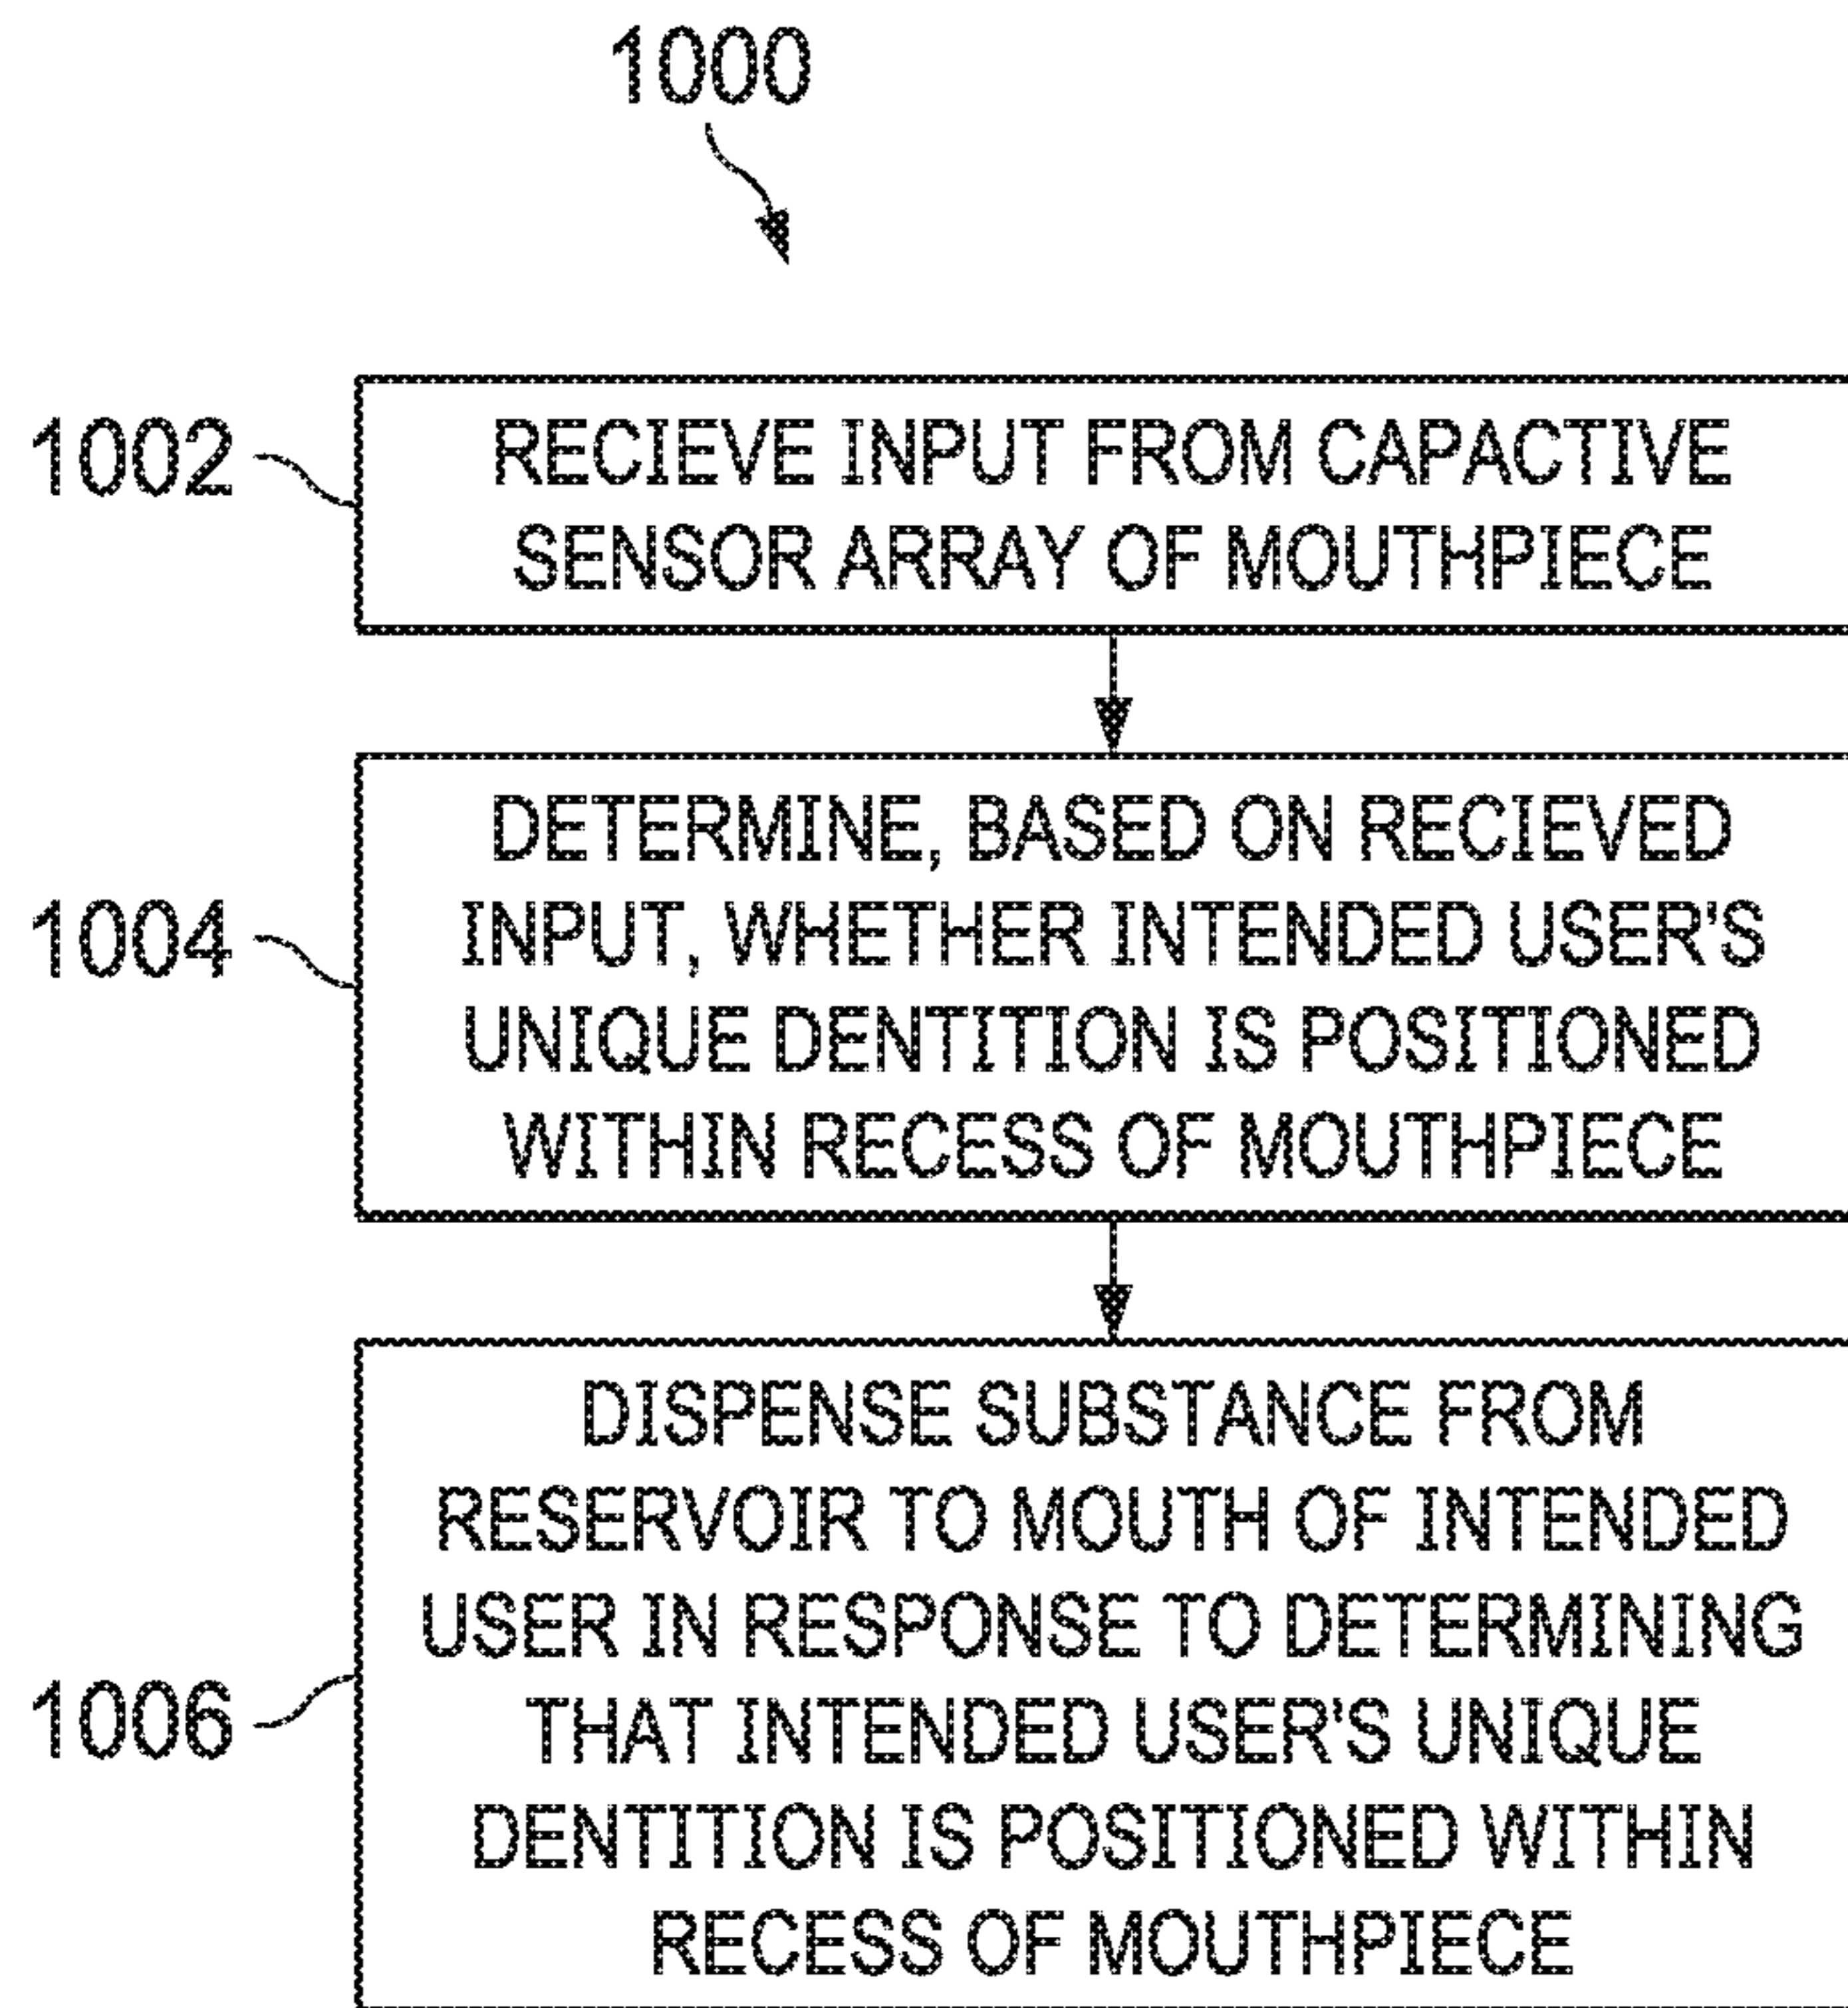 1000
1002
RECIEVE INPUT FROM CAPACTIVE
SENSOR ARRAY OF MOUTHPIECE
1004
DETERMINE, BASED ON RECIEVED
INPUT, WHETHER INTENDED USER'S
UNIQUE DENTITION IS POSITIONED
WITHIN RECESS OF MOUTHPIECE
1006
DISPENSE SUBSTANCE FROM
RESERVOIR TO MOUTH OF INTENDED
USER IN RESPONSE TO DETERMINING
THAT INTENDED USER'S UNIQUE
DENTITION IS POSITIONED WITHIN
RECESS OF MOUTHPIECE